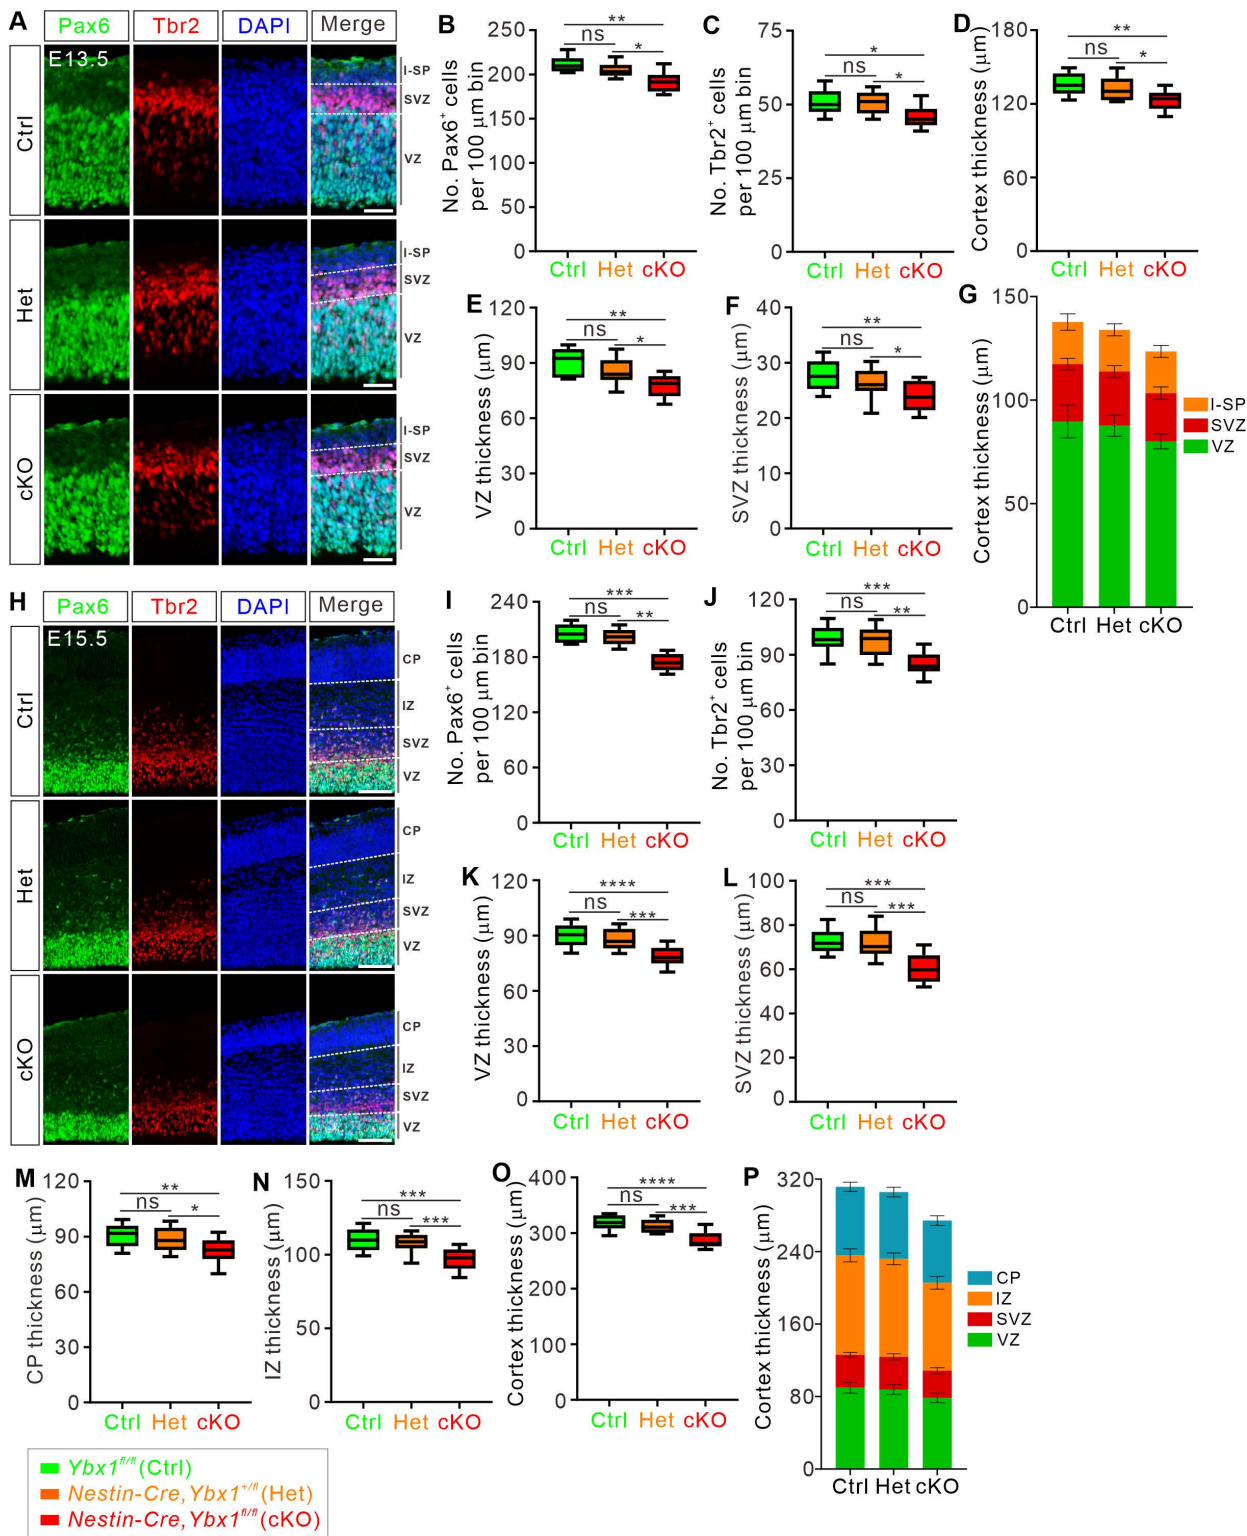 A
Pax6 Tbr2 DAPI Merge
E13.5
Ctrl
I-SP
SVZ
VZ
Het
I-SP
SVZ
VZ
cKO
I-SP
SVZ
VZ
B
No. Pax6⁺ cells
per 100 μm bin
250
200
150
100
50
0
**
ns
*
Ctrl Het cKO
C
No. Tbr2⁺ cells
per 100 μm bin
75
50
25
0
*
ns
*
Ctrl Het cKO
D
Cortex thickness (μm)
180
120
60
0
**
ns
*
Ctrl Het cKO
E
VZ thickness (μm)
120
90
60
30
0
**
ns
*
Ctrl Het cKO
F
SVZ thickness (μm)
40
30
20
10
0
**
ns
*
Ctrl Het cKO
G
Cortex thickness (μm)
150
100
50
0
I-SP
SVZ
VZ
Ctrl Het cKO
H
Pax6 Tbr2 DAPI Merge
E15.5
Ctrl
CP
IZ
SVZ
VZ
Het
CP
IZ
SVZ
VZ
cKO
CP
IZ
SVZ
VZ
I
No. Pax6⁺ cells
per 100 μm bin
240
180
120
60
0
***
ns
**
Ctrl Het cKO
J
No. Tbr2⁺ cells
per 100 μm bin
120
90
60
30
0
***
ns
**
Ctrl Het cKO
K
VZ thickness (μm)
120
90
60
30
0
****
ns
***
Ctrl Het cKO
L
SVZ thickness (μm)
100
80
60
40
20
0
***
ns
***
Ctrl Het cKO
M
CP thickness (μm)
120
90
60
30
0
**
ns
*
Ctrl Het cKO
N
IZ thickness (μm)
150
100
50
0
***
ns
***
Ctrl Het cKO
O
Cortex thickness (μm)
400
300
200
100
0
****
ns
***
Ctrl Het cKO
P
Cortex thickness (μm)
320
240
160
80
0
CP
IZ
SVZ
VZ
Ctrl Het cKO
Ybx1ᶠˡ/ᶠˡ (Ctrl)
Nestin-Cre, Ybx1⁺/ᶠˡ (Het)
Nestin-Cre, Ybx1ᶠˡ/ᶠˡ (cKO)